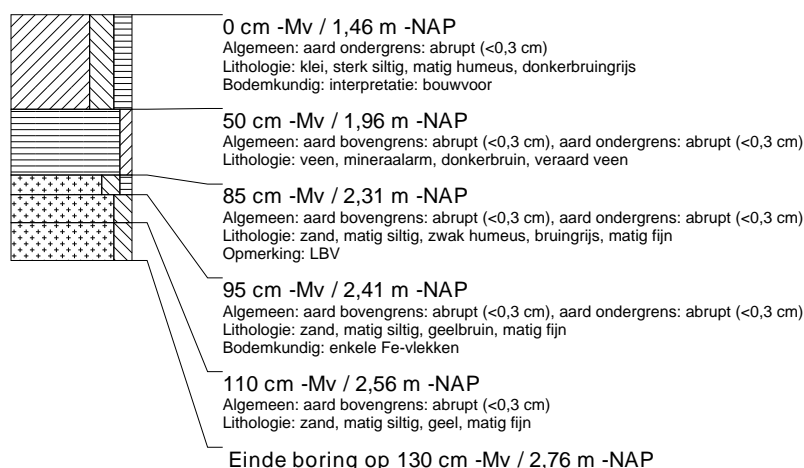 0 cm -Mv / 1,46 m -NAP
Algemeen: aard ondergrens: abrupt (<0,3 cm)
Lithologie: klei, sterk siltig, matig humeus, donkerbruingrijs
Bodemkundig: interpretatie: bouwvoor
50 cm -Mv / 1,96 m -NAP
Algemeen: aard bovengrens: abrupt (<0,3 cm), aard ondergrens: abrupt (<0,3 cm)
Lithologie: veen, mineraalarm, donkerbruin, veraard veen
85 cm -Mv / 2,31 m -NAP
Algemeen: aard bovengrens: abrupt (<0,3 cm), aard ondergrens: abrupt (<0,3 cm)
Lithologie: zand, matig siltig, zwak humeus, bruingrijs, matig fijn
Opmerking: LBV
95 cm -Mv / 2,41 m -NAP
Algemeen: aard bovengrens: abrupt (<0,3 cm), aard ondergrens: abrupt (<0,3 cm)
Lithologie: zand, matig siltig, geelbruin, matig fijn
Bodemkundig: enkele Fe-vlekken
110 cm -Mv / 2,56 m -NAP
Algemeen: aard bovengrens: abrupt (<0,3 cm)
Lithologie: zand, matig siltig, geel, matig fijn
Einde boring op 130 cm -Mv / 2,76 m -NAP